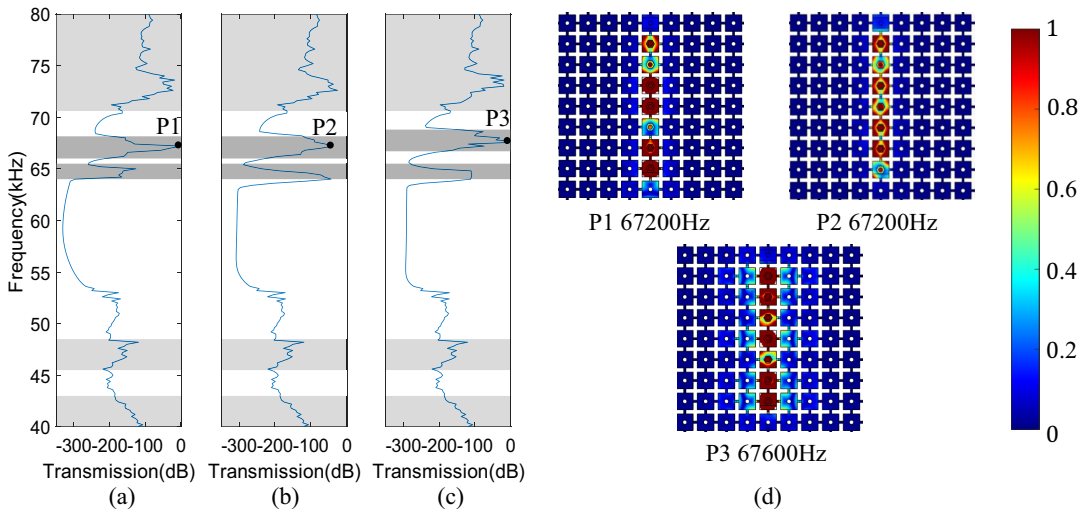 80
75
70
65
60
55
50
45
40
Frequency(kHz)
P1
P2
P3
-300-200-100 0
-300-200-100 0
-300-200-100 0
Transmission(dB)
Transmission(dB)
Transmission(dB)
(a)
(b)
(c)
P1 67200Hz
P2 67200Hz
P3 67600Hz
(d)
1
0.8
0.6
0.4
0.2
0